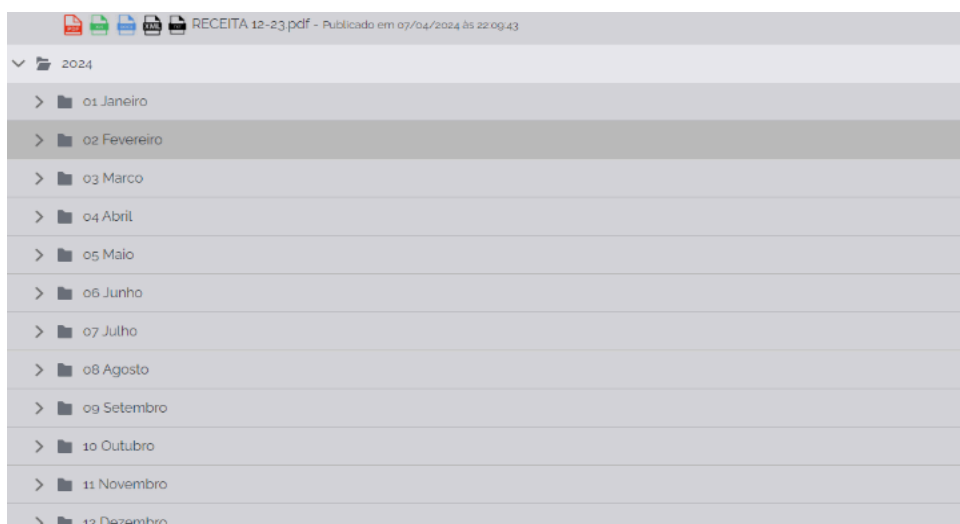 RECEITA 12-23.pdf - Publicado em 07/04/2024 às 22:09:43
2024
01 Janeiro
02 Fevereiro
03 Marco
04 Abril
05 Maio
06 Junho
07 Julho
08 Agosto
09 Setembro
10 Outubro
11 Novembro
12 Dezembro